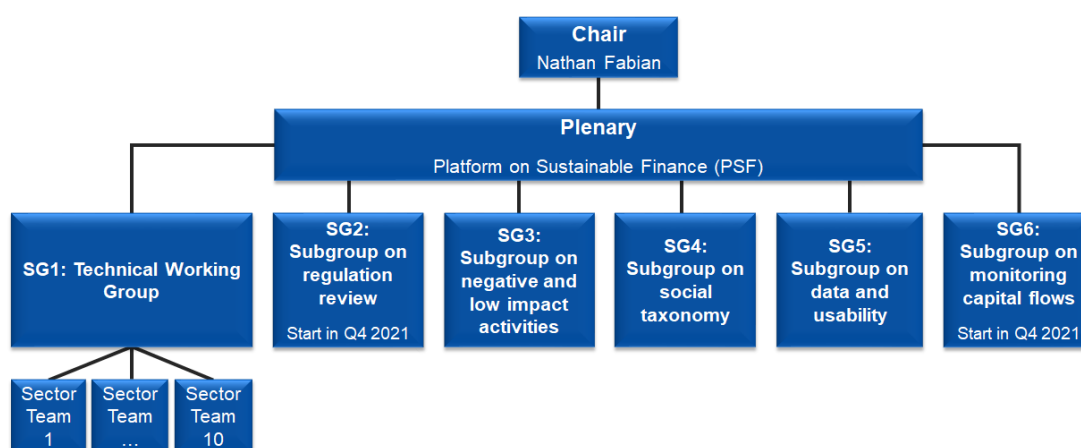 Chair
Nathan Fabian
Plenary
Platform on Sustainable Finance (PSF)
SG1: Technical Working
Group
SG2:
Subgroup on
regulation
review
Start in Q4 2021
SG3:
Subgroup on
negative and
low impact
activities
SG4:
Subgroup on
social
taxonomy
SG5:
Subgroup on
data and
usability
SG6:
Subgroup on
monitoring
capital flows
Start in Q4 2021
Sector
Team
1
Sector
Team
...
Sector
Team
10